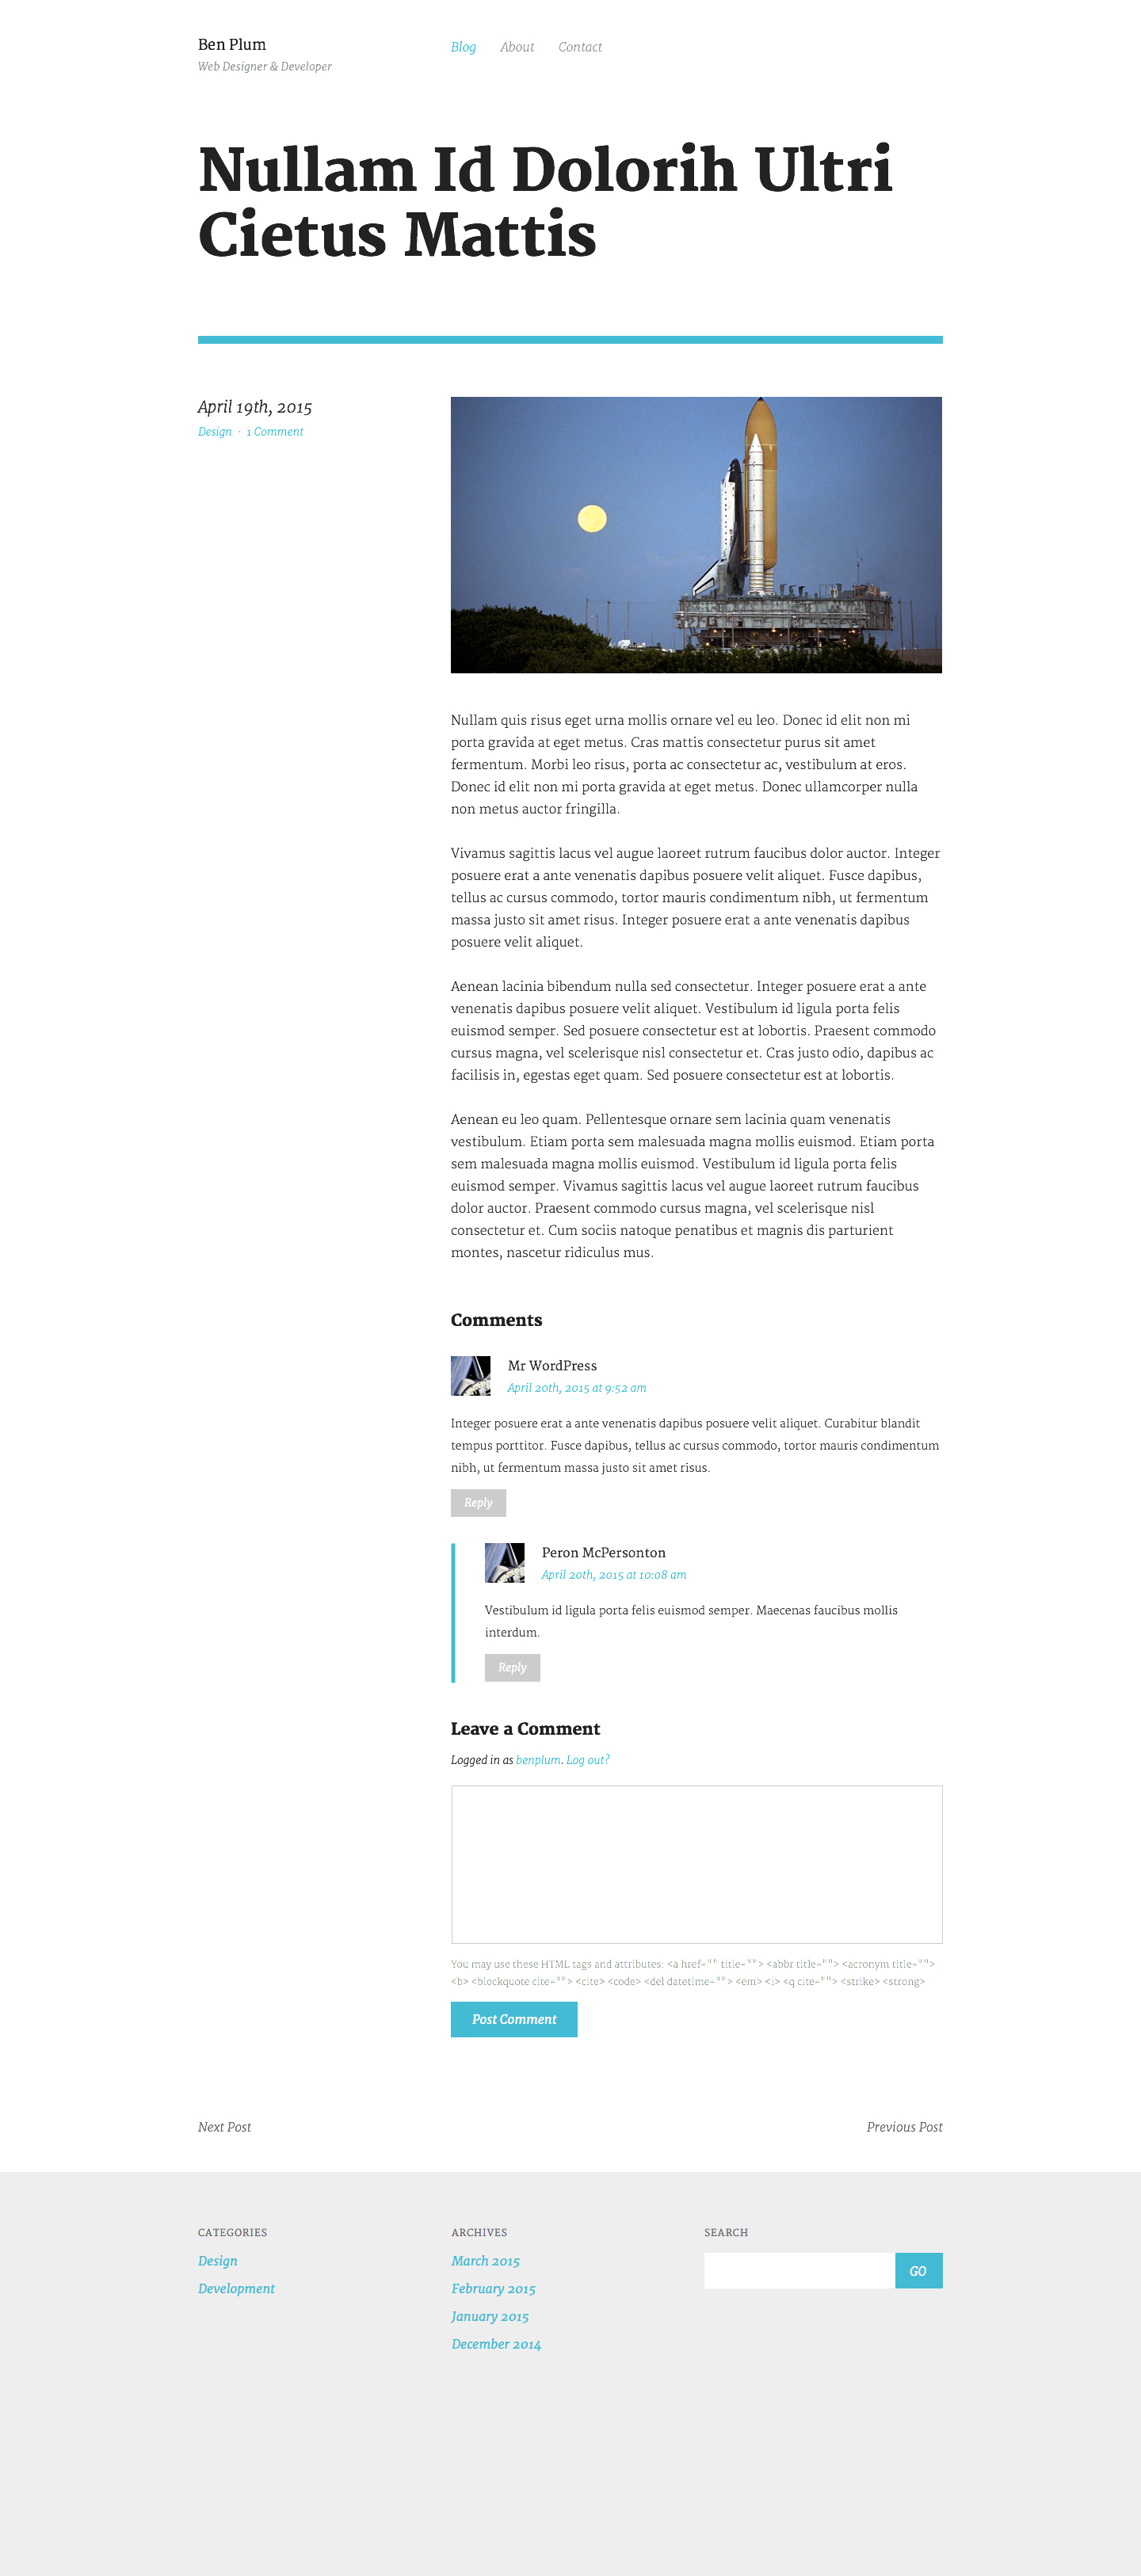 Ben Plum
Web Designer & Developer
Blog About Contact
Nullam Id Dolorih Ultri
Cietus Mattis
April 19th, 2015
Design · 1 Comment
Nullam quis risus eget urna mollis ornare vel eu leo. Donec id elit non mi
porta gravida at eget metus. Cras mattis consectetur purus sit amet
fermentum. Morbi leo risus, porta ac consectetur ac, vestibulum at eros.
Donec id elit non mi porta gravida at eget metus. Donec ullamcorper nulla
non metus auctor fringilla.
Vivamus sagittis lacus vel augue laoreet rutrum faucibus dolor auctor. Integer
posuere erat a ante venenatis dapibus posuere velit aliquet. Fusce dapibus,
tellus ac cursus commodo, tortor mauris condimentum nibh, ut fermentum
massa justo sit amet risus. Integer posuere erat a ante venenatis dapibus
posuere velit aliquet.
Aenean lacinia bibendum nulla sed consectetur. Integer posuere erat a ante
venenatis dapibus posuere velit aliquet. Vestibulum id ligula porta felis
euismod semper. Sed posuere consectetur est at lobortis. Praesent commodo
cursus magna, vel scelerisque nisl consectetur et. Cras justo odio, dapibus ac
facilisis in, egestas eget quam. Sed posuere consectetur est at lobortis.
Aenean eu leo quam. Pellentesque ornare sem lacinia quam venenatis
vestibulum. Etiam porta sem malesuada magna mollis euismod. Etiam porta
sem malesuada magna mollis euismod. Vestibulum id ligula porta felis
euismod semper. Vivamus sagittis lacus vel augue laoreet rutrum faucibus
dolor auctor. Praesent commodo cursus magna, vel scelerisque nisl
consectetur et. Cum sociis natoque penatibus et magnis dis parturient
montes, nascetur ridiculus mus.
Comments
Mr WordPress
April 20th, 2015 at 9:52 am
Integer posuere erat a ante venenatis dapibus posuere velit aliquet. Curabitur blandit
tempus porttitor. Fusce dapibus, tellus ac cursus commodo, tortor mauris condimentum
nibh, ut fermentum massa justo sit amet risus.
Reply
Peron McPersonton
April 20th, 2015 at 10:08 am
Vestibulum id ligula porta felis euismod semper. Maecenas faucibus mollis
interdum.
Reply
Leave a Comment
Logged in as benplum. Log out?
You may use these HTML tags and attributes: <a href="" title=""> <abbr title=""> <acronym title="">
<b> <blockquote cite=""> <cite> <code> <del datetime=""> <em> <i> <q cite=""> <strike> <strong>
Post Comment
Next Post
Previous Post
CATEGORIES
Design
Development
ARCHIVES
March 2015
February 2015
January 2015
December 2014
SEARCH
GO